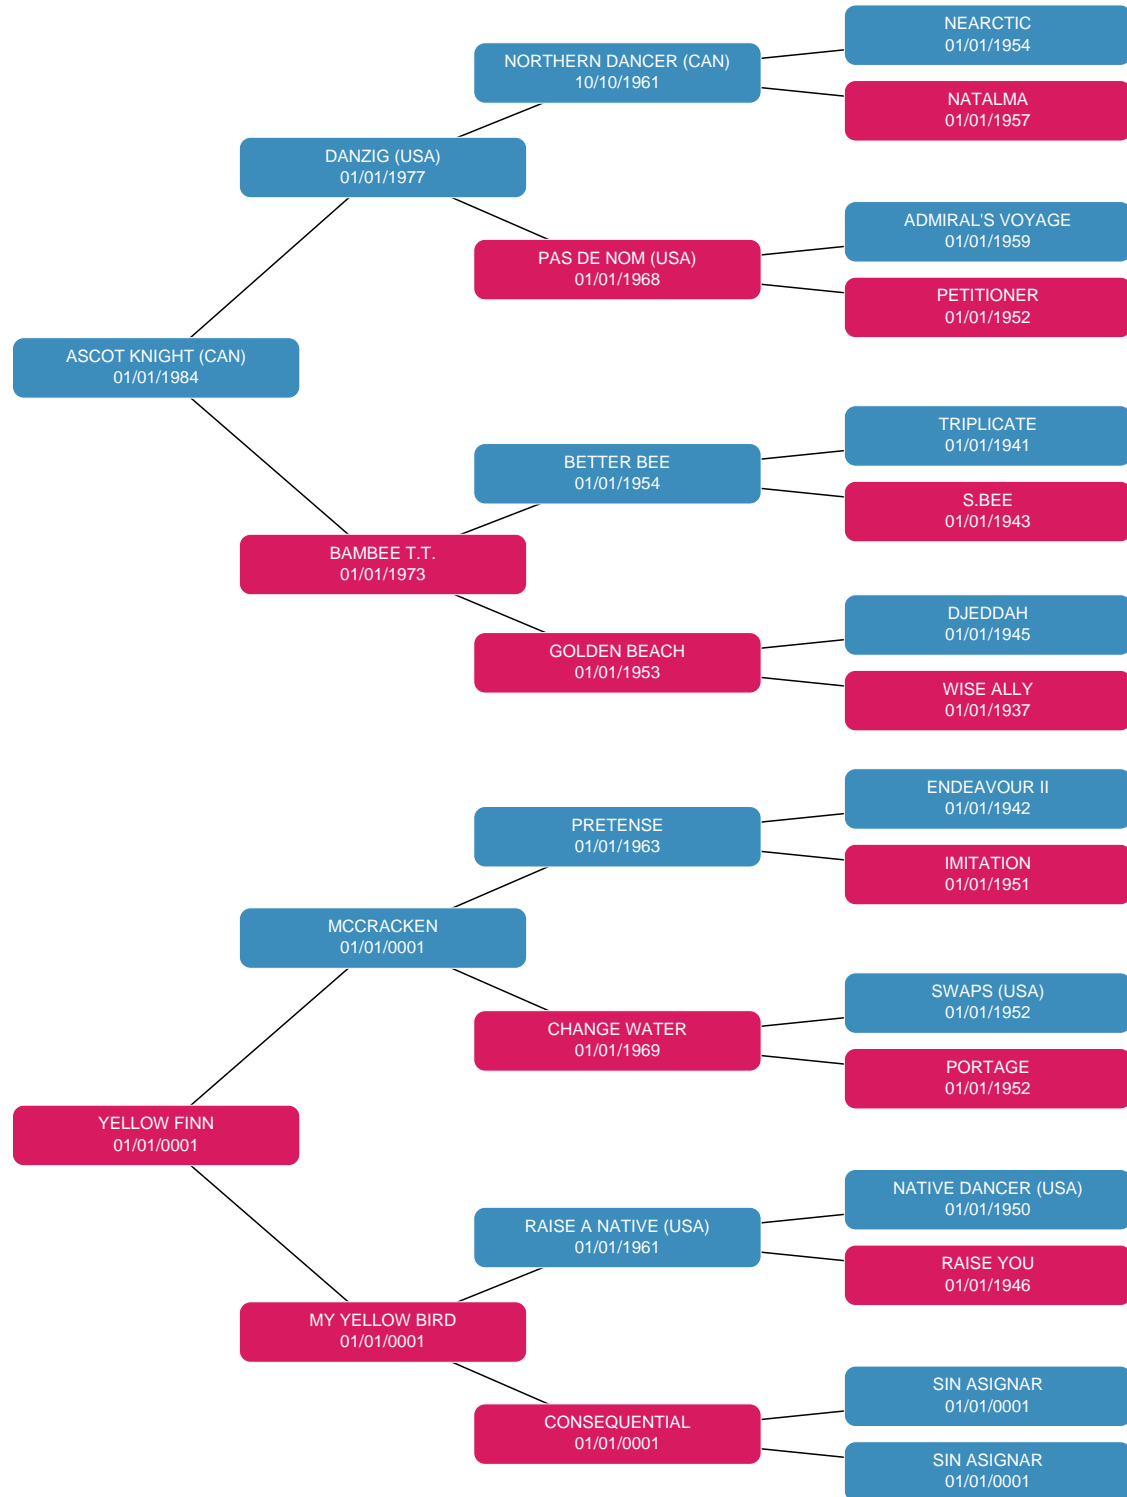 NEARCTIC
01/01/1954
NORTHERN DANCER (CAN)
10/10/1961
NATALMA
01/01/1957
DANZIG (USA)
01/01/1977
ADMIRAL'S VOYAGE
01/01/1959
PAS DE NOM (USA)
01/01/1968
PETITIONER
01/01/1952
ASCOT KNIGHT (CAN)
01/01/1984
TRIPLICATE
01/01/1941
BETTER BEE
01/01/1954
S.BEE
01/01/1943
BAMBEE T.T.
01/01/1973
DJEDDAH
01/01/1945
GOLDEN BEACH
01/01/1953
WISE ALLY
01/01/1937
ENDEAVOUR II
01/01/1942
PRETENSE
01/01/1963
IMITATION
01/01/1951
MCCRACKEN
01/01/0001
SWAPS (USA)
01/01/1952
CHANGE WATER
01/01/1969
PORTAGE
01/01/1952
YELLOW FINN
01/01/0001
NATIVE DANCER (USA)
01/01/1950
RAISE A NATIVE (USA)
01/01/1961
RAISE YOU
01/01/1946
MY YELLOW BIRD
01/01/0001
SIN ASIGNAR
01/01/0001
CONSEQUENTIAL
01/01/0001
SIN ASIGNAR
01/01/0001